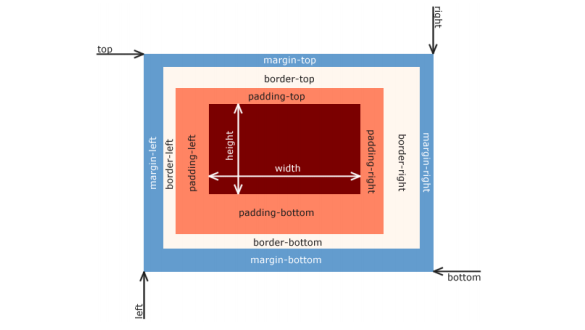 right
top
margin-top
border-top
padding-top
margin-left
border-left
padding-left
height
width
padding-right
border-right
margin-right
padding-bottom
border-bottom
margin-bottom
bottom
left